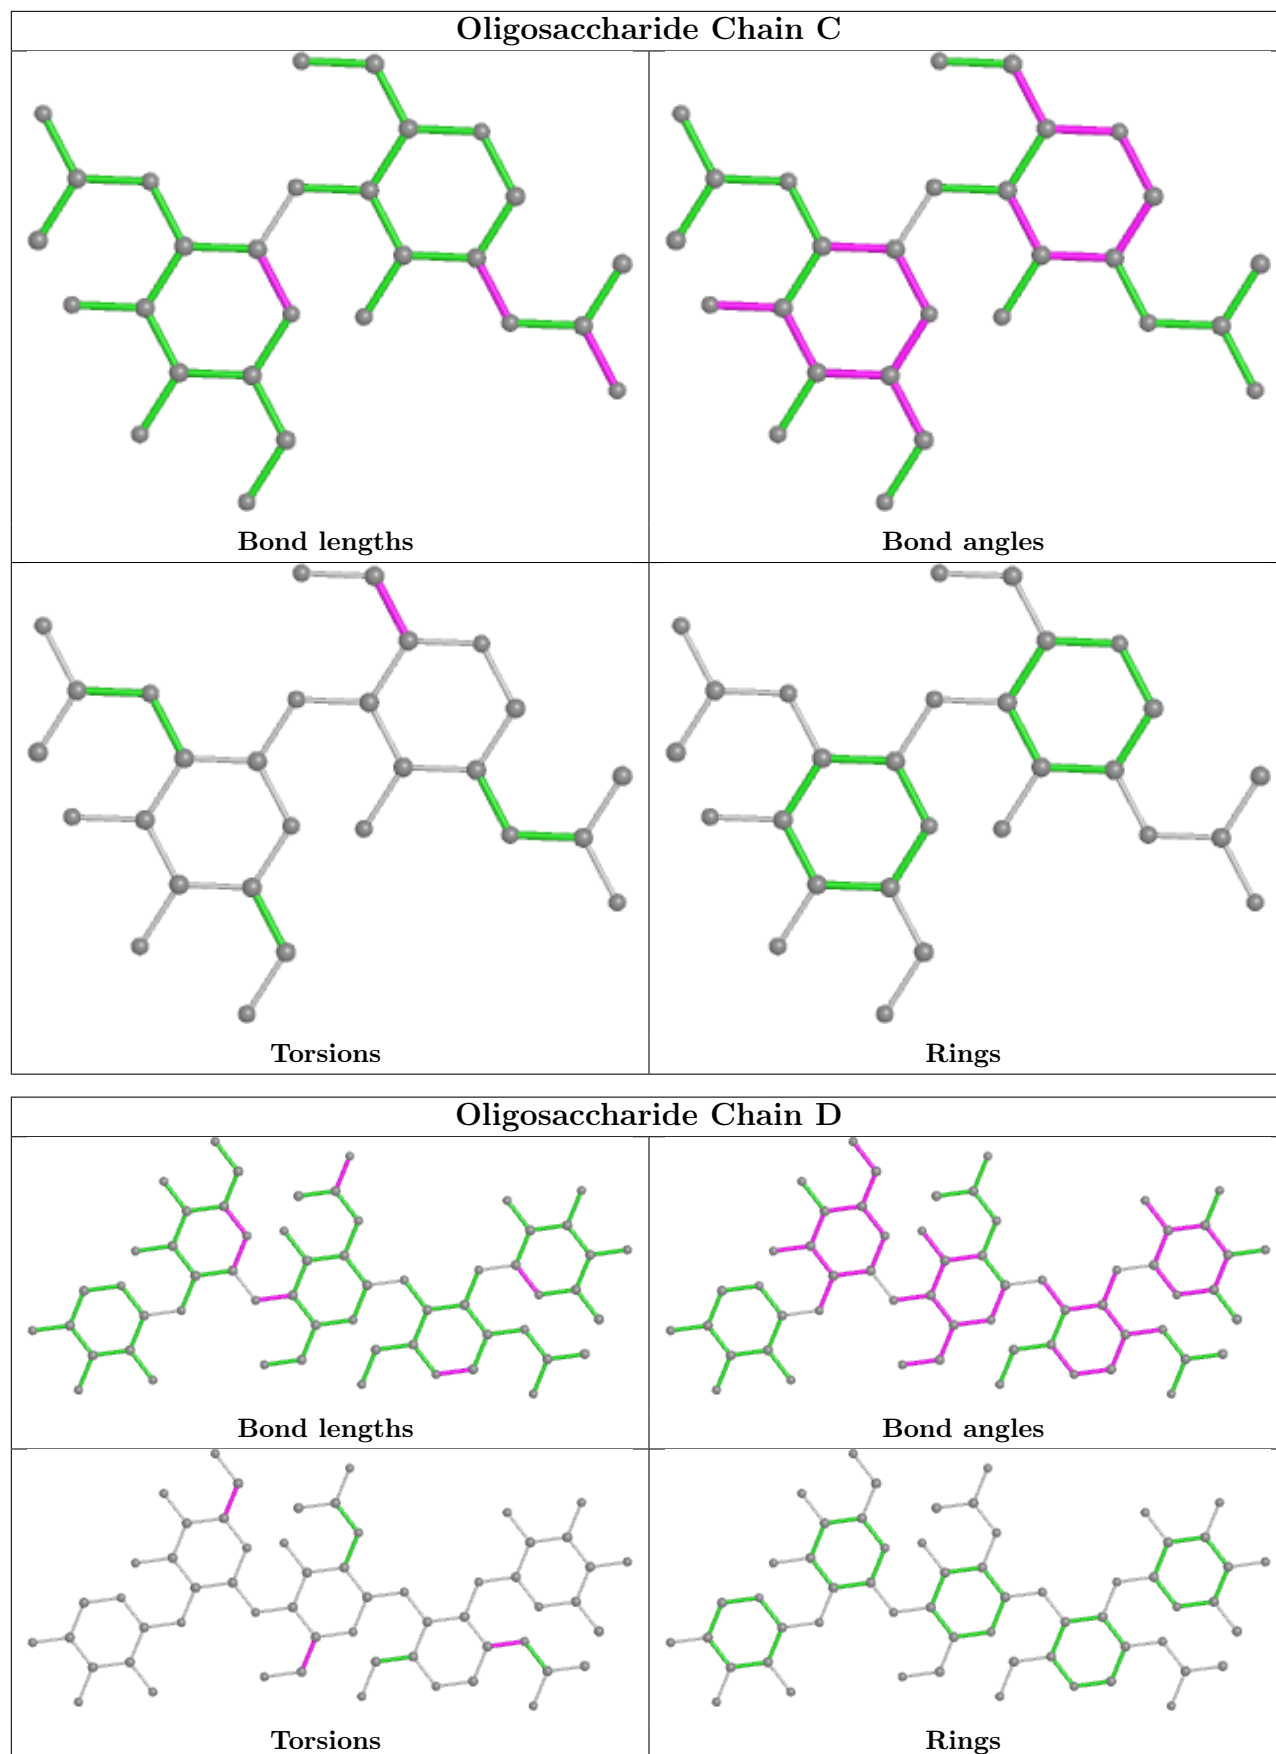 Oligosaccharide Chain C
Bond lengths
Bond angles
Torsions
Rings
Oligosaccharide Chain D
Bond lengths
Bond angles
Torsions
Rings